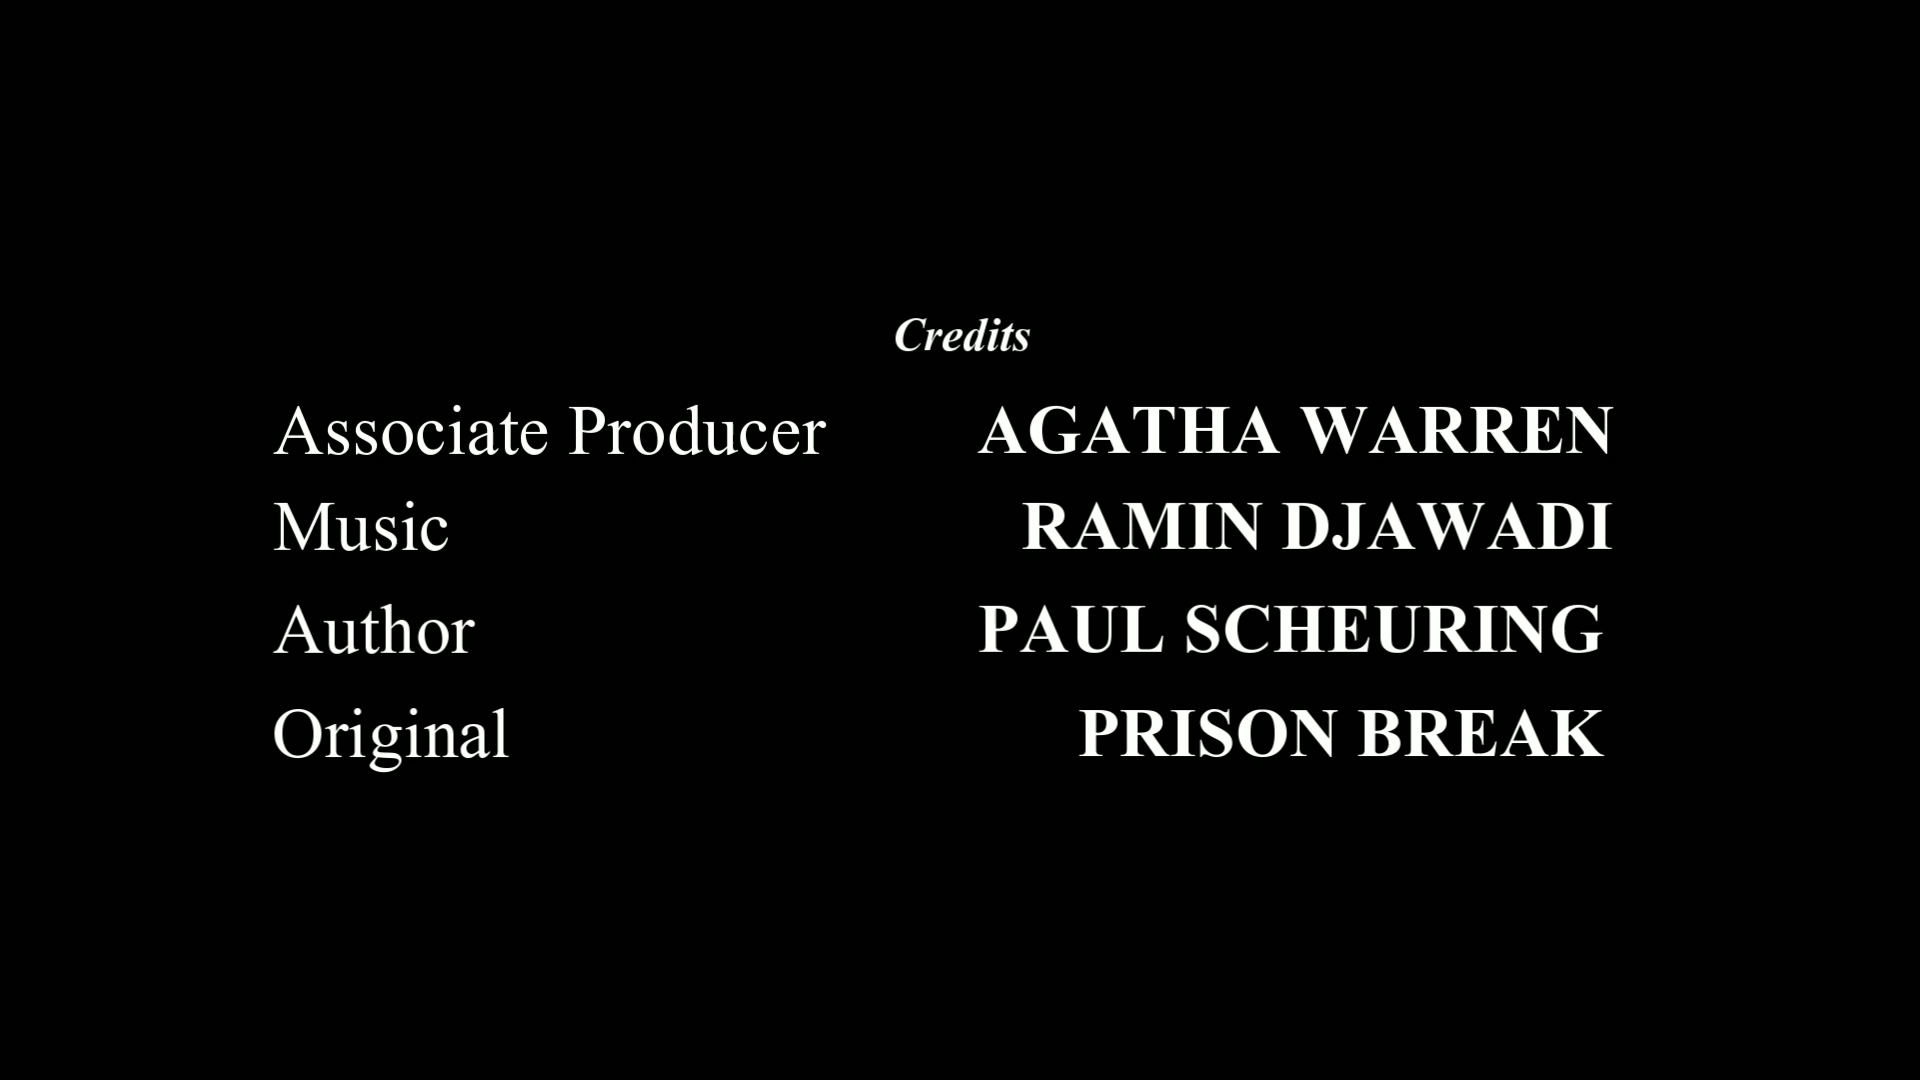 Credits
Associate Producer AGATHA WARREN
Music RAMIN DJAWADI
Author PAUL SCHEURING
Original PRISON BREAK